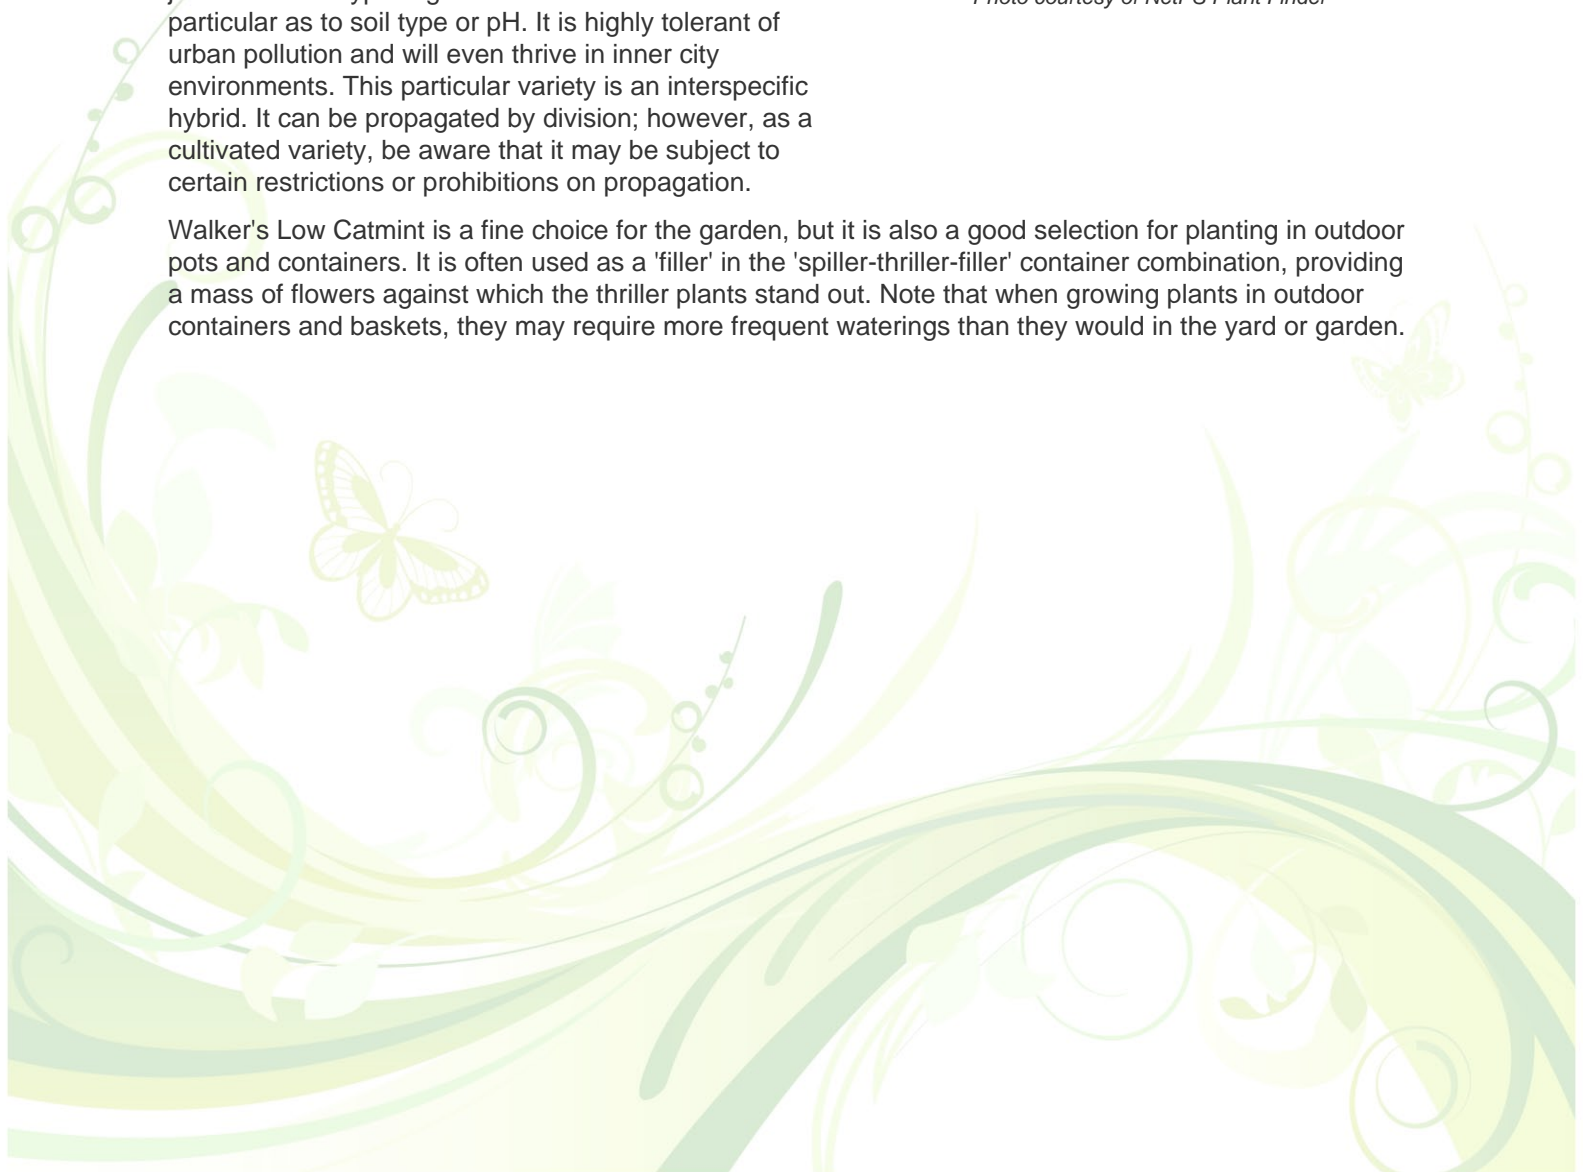 particular as to soil type or pH. It is highly tolerant of
urban pollution and will even thrive in inner city
environments. This particular variety is an interspecific
hybrid. It can be propagated by division; however, as a
cultivated variety, be aware that it may be subject to
certain restrictions or prohibitions on propagation.
Walker's Low Catmint is a fine choice for the garden, but it is also a good selection for planting in outdoor
pots and containers. It is often used as a 'filler' in the 'spiller-thriller-filler' container combination, providing
a mass of flowers against which the thriller plants stand out. Note that when growing plants in outdoor
containers and baskets, they may require more frequent waterings than they would in the yard or garden.